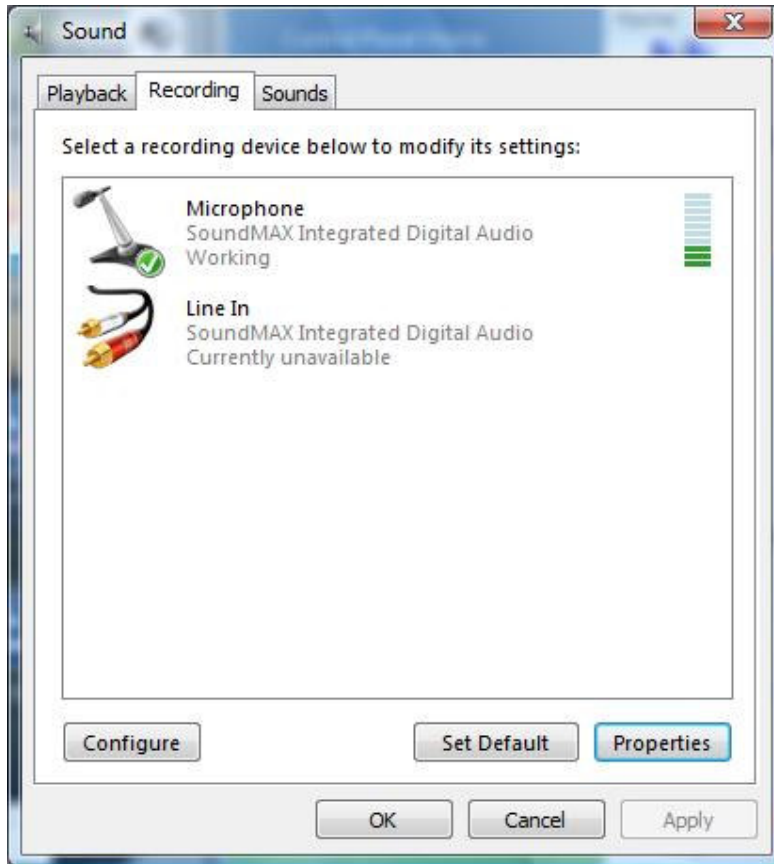 Sound
Playback Recording Sounds
Select a recording device below to modify its settings:
Microphone
SoundMAX Integrated Digital Audio
Working
Line In
SoundMAX Integrated Digital Audio
Currently unavailable
Configure Set Default Properties
OK Cancel Apply